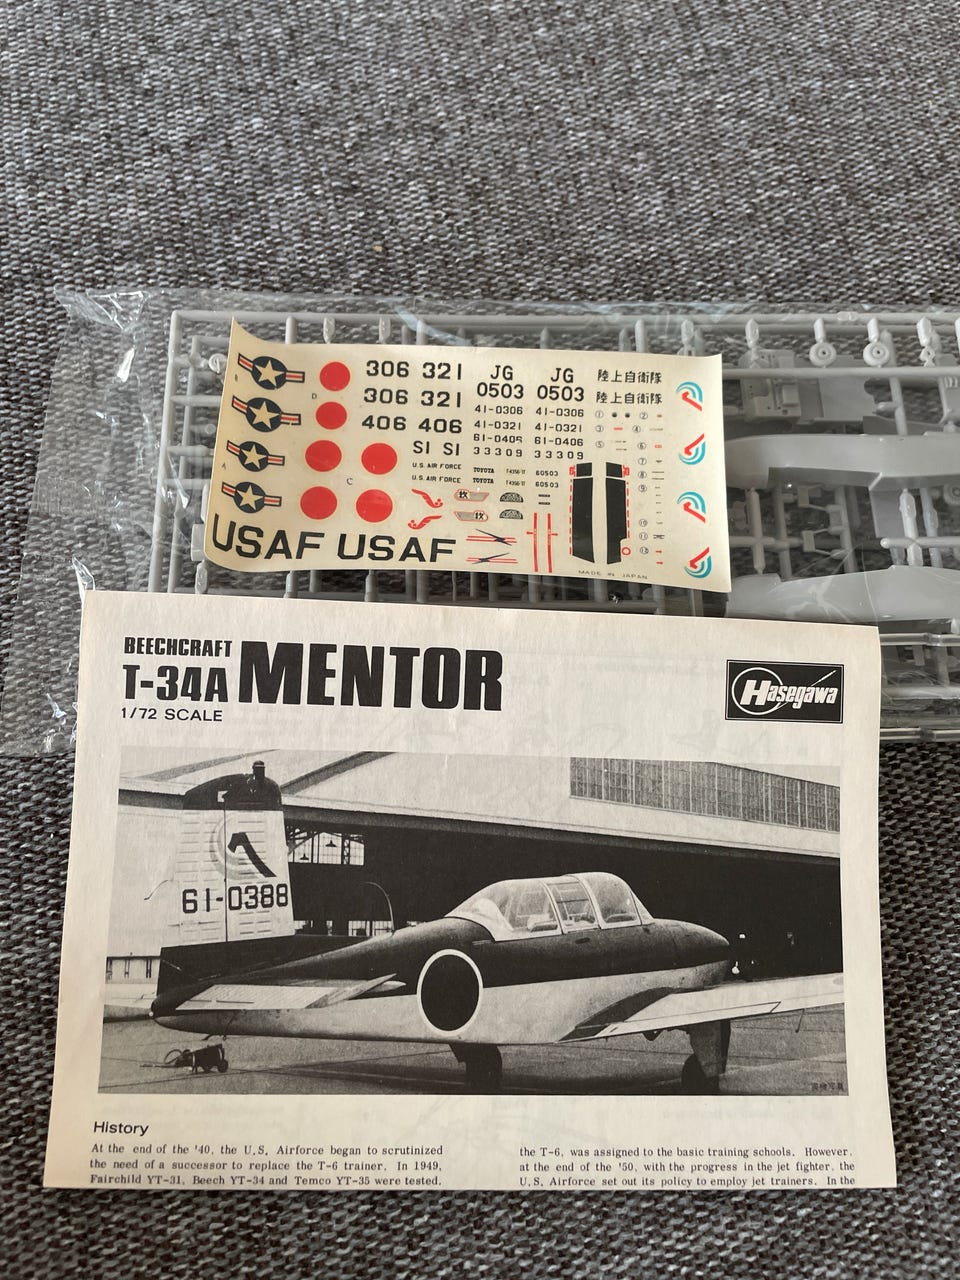 306 321 JG JG 陸上自衛隊
0503 0503
306 321 陸上自衛隊
41-0306 41-0306
406 406 41-0321 41-0321
61-0406 61-0406
SI SI 33309 33309
U.S. AIR FORCE TOYOTA 60503
U.S. AIR FORCE TOYOTA 60503
USAF USAF
MADE IN JAPAN
D
B
A
C
BEECHCRAFT
T-34A MENTOR
1/72 SCALE
Hasegawa
61-0388
History
At the end of the '40, the U.S. Airforce began to scrutinized
the need of a successor to replace the T-6 trainer. In 1949,
Fairchild YT-31, Beech YT-34 and Temco YT-35 were tested.
the T-6, was assigned to the basic training schools. However,
at the end of the '50, with the progress in the jet fighter, the
U.S. Airforce set out its policy to employ jet trainers. In the